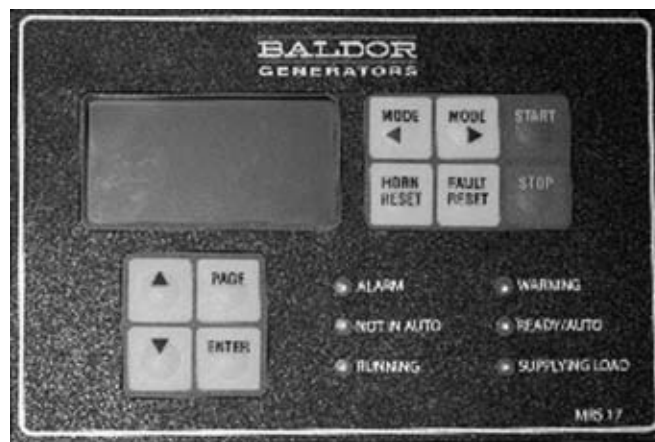 BALDOR
GENERATORS
MODE MODE START
HORN RESET FAULT RESET STOP
PAGE
ENTER
ALARM WARNING
NOT IN AUTO READY/AUTO
RUNNING SUPPLYING LOAD
MRS 17